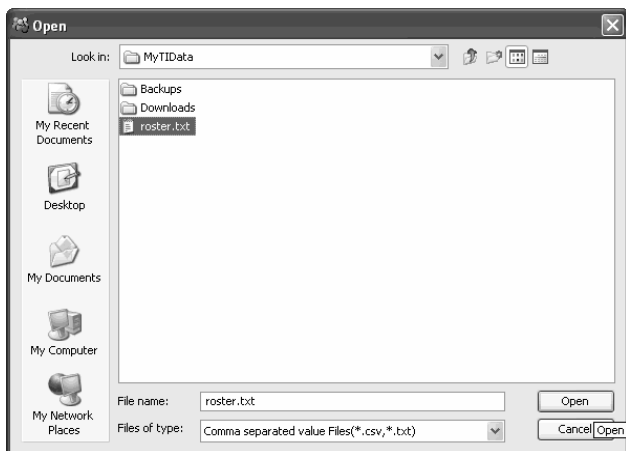 Open
Look in:
MyTIData
My Recent
Documents
Desktop
My Documents
My Computer
My Network
Places
Backups
Downloads
roster.txt
File name:
roster.txt
Open
Files of type:
Comma separated value Files(*.csv,*.txt)
Cancel
Open